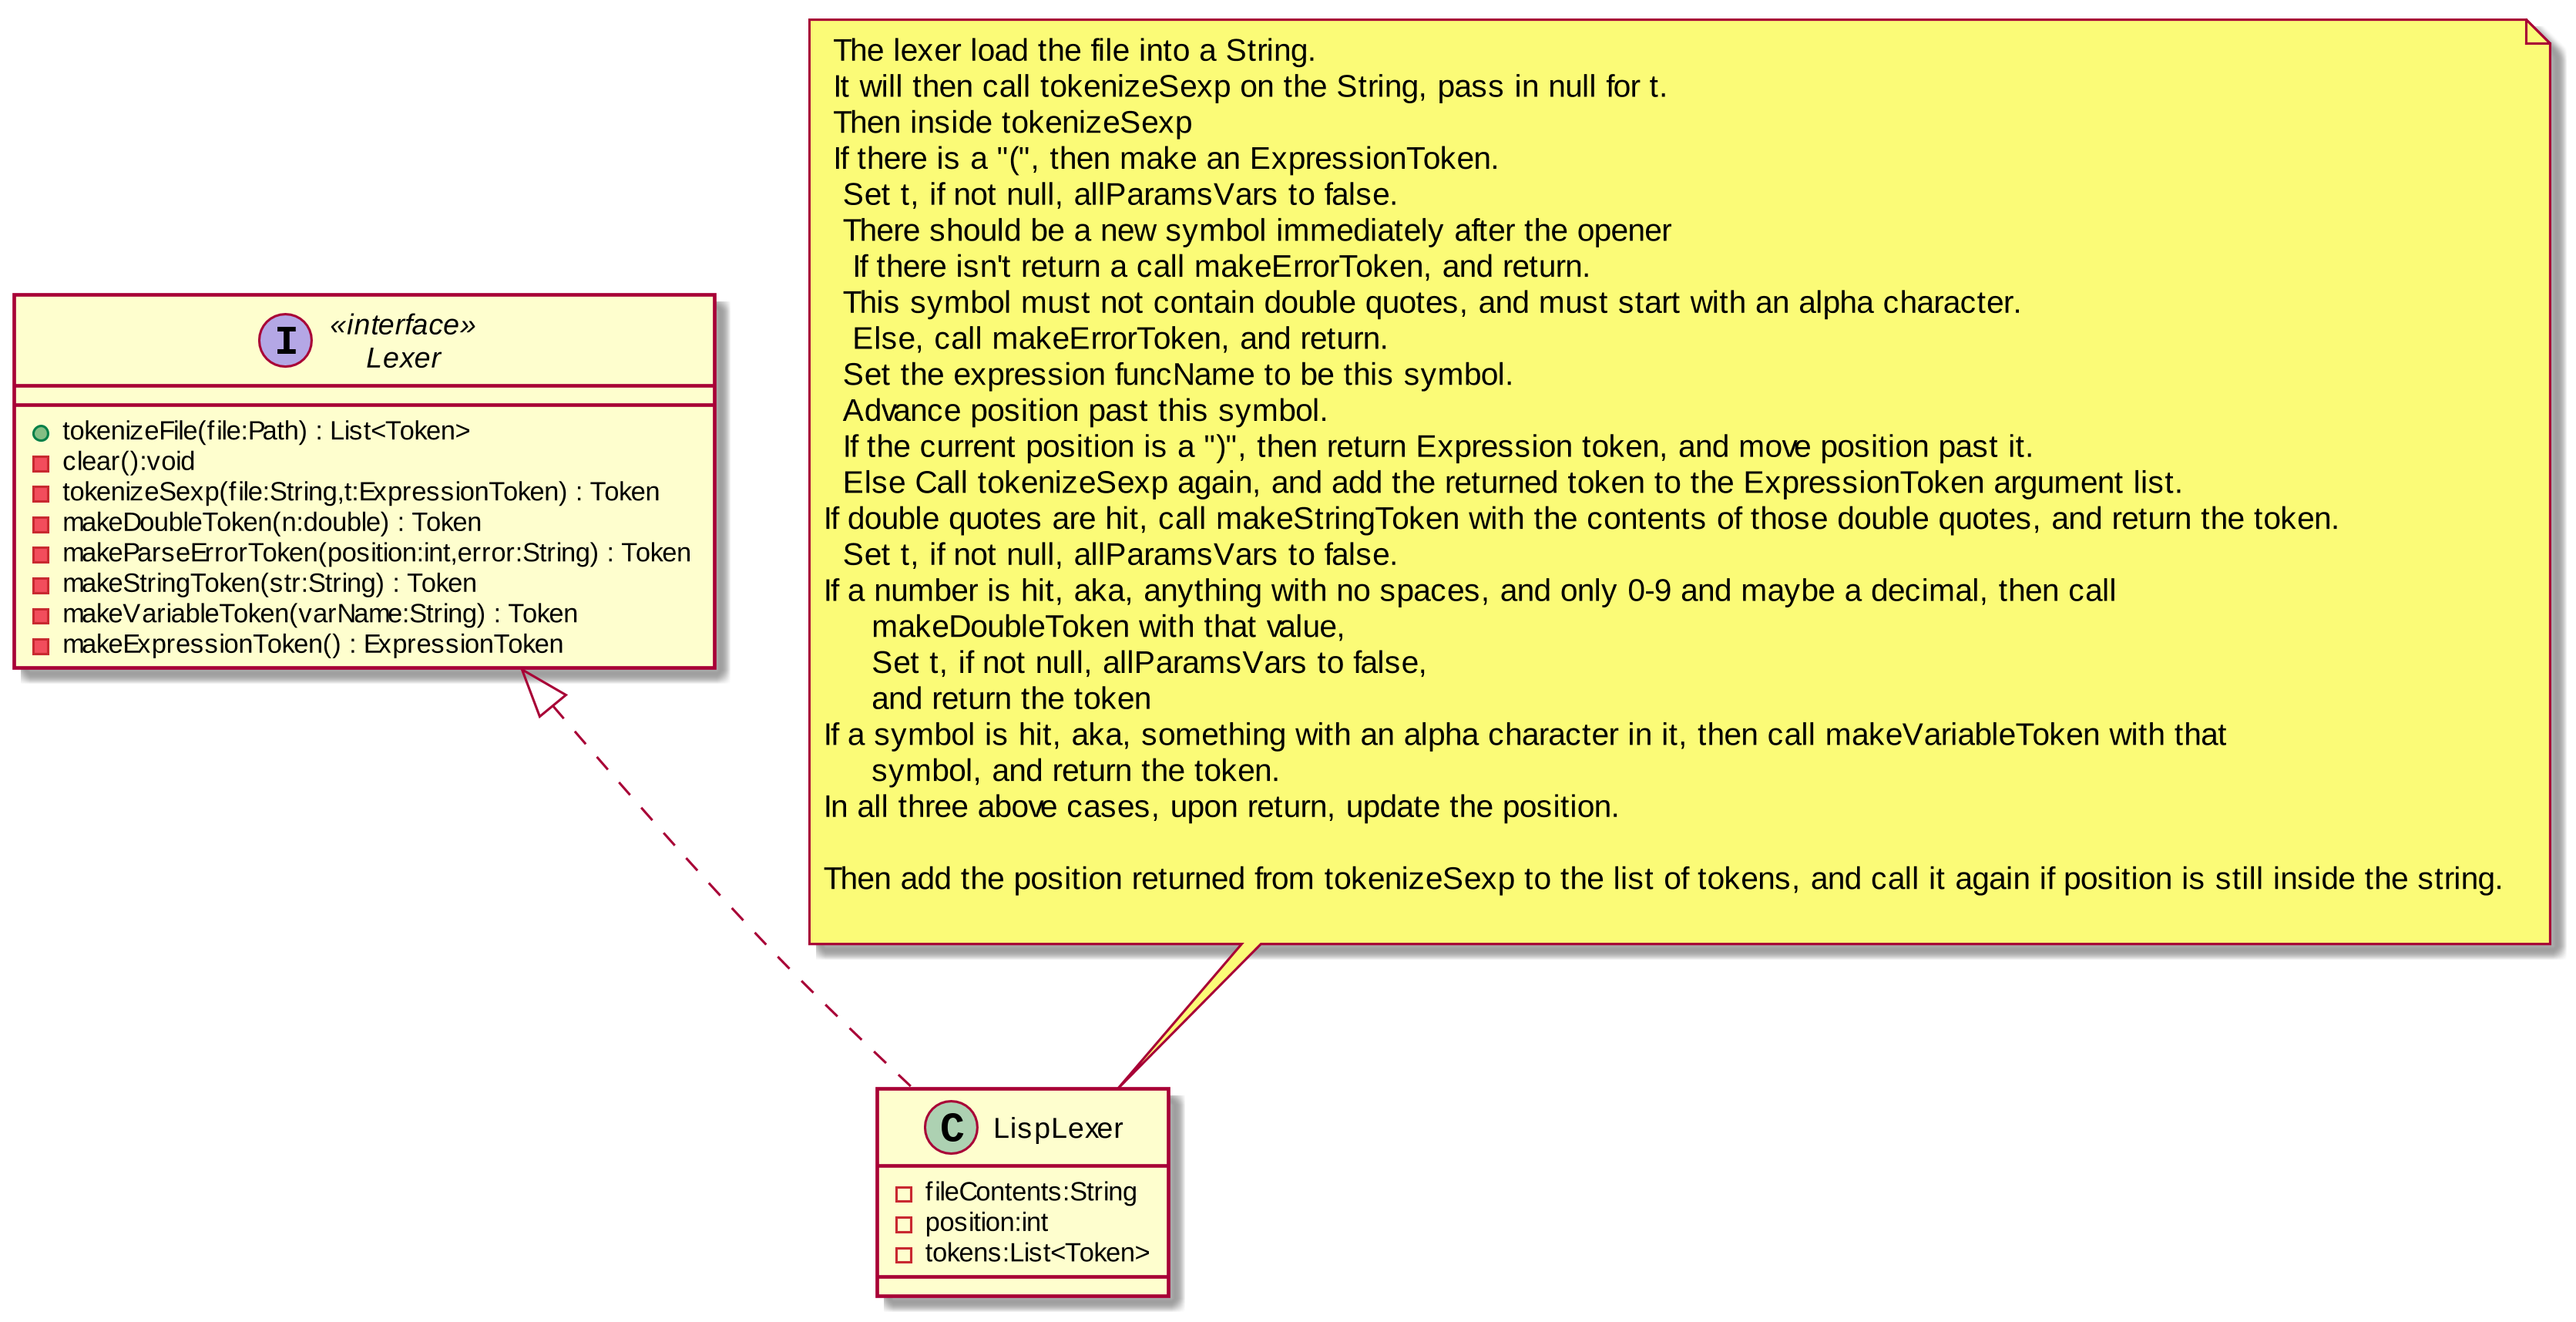 The lexer load the file into a String.
It will then call tokenizeSexp on the String, pass in null for t.
Then inside tokenizeSexp
If there is a "(", then make an ExpressionToken.
Set t, if not null, allParamsVars to false.
There should be a new symbol immediately after the opener
If there isn't return a call makeErrorToken, and return.
This symbol must not contain double quotes, and must start with an alpha character.
Else, call makeErrorToken, and return.
Set the expression funcName to be this symbol.
Advance position past this symbol.
If the current position is a ")", then return Expression token, and move position past it.
Else Call tokenizeSexp again, and add the returned token to the ExpressionToken argument list.
If double quotes are hit, call makeStringToken with the contents of those double quotes, and return the token.
Set t, if not null, allParamsVars to false.
If a number is hit, aka, anything with no spaces, and only 0-9 and maybe a decimal, then call
makeDoubleToken with that value,
Set t, if not null, allParamsVars to false,
and return the token
If a symbol is hit, aka, something with an alpha character in it, then call makeVariableToken with that
symbol, and return the token.
In all three above cases, upon return, update the position.
Then add the position returned from tokenizeSexp to the list of tokens, and call it again if position is still inside the string.
I
«interface»
Lexer
tokenizeFile(file:Path) : List<Token>
clear():void
tokenizeSexp(file:String,t:ExpressionToken) : Token
makeDoubleToken(n:double) : Token
makeParseErrorToken(position:int,error:String) : Token
makeStringToken(str:String) : Token
makeVariableToken(varName:String) : Token
makeExpressionToken() : ExpressionToken
C LispLexer
fileContents:String
position:int
tokens:List<Token>